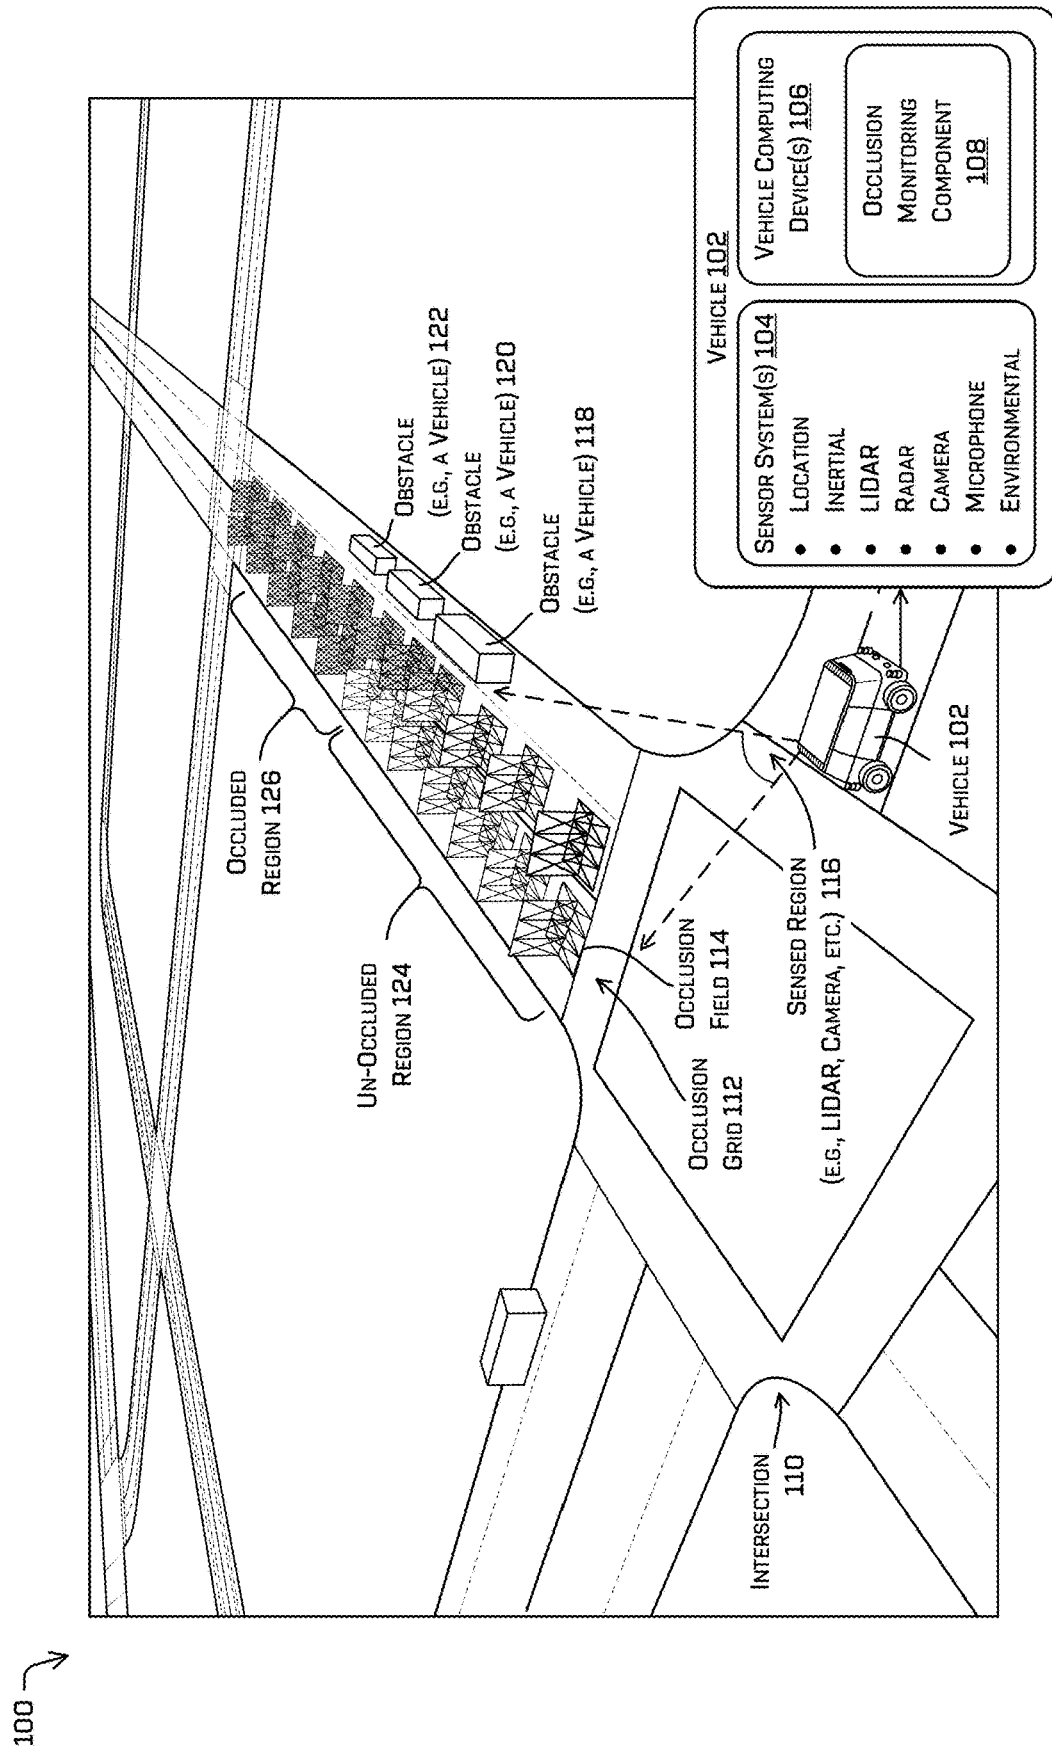 100
OCCLUDED
REGION 126
UN-OCCLUDED
REGION 124
OBSTACLE
(E.G., A VEHICLE) 122
OBSTACLE
(E.G., A VEHICLE) 120
OBSTACLE
(E.G., A VEHICLE) 118
OCCLUSION
FIELD 114
OCCLUSION
GRID 112
SENSED REGION
(E.G., LIDAR, CAMERA, ETC.) 116
INTERSECTION
110
VEHICLE 102
VEHICLE 102
SENSOR SYSTEM(S) 104
• LOCATION
• INERTIAL
• LIDAR
• RADAR
• CAMERA
• MICROPHONE
• ENVIRONMENTAL
VEHICLE COMPUTING
DEVICE(S) 106
OCCLUSION
MONITORING
COMPONENT
108